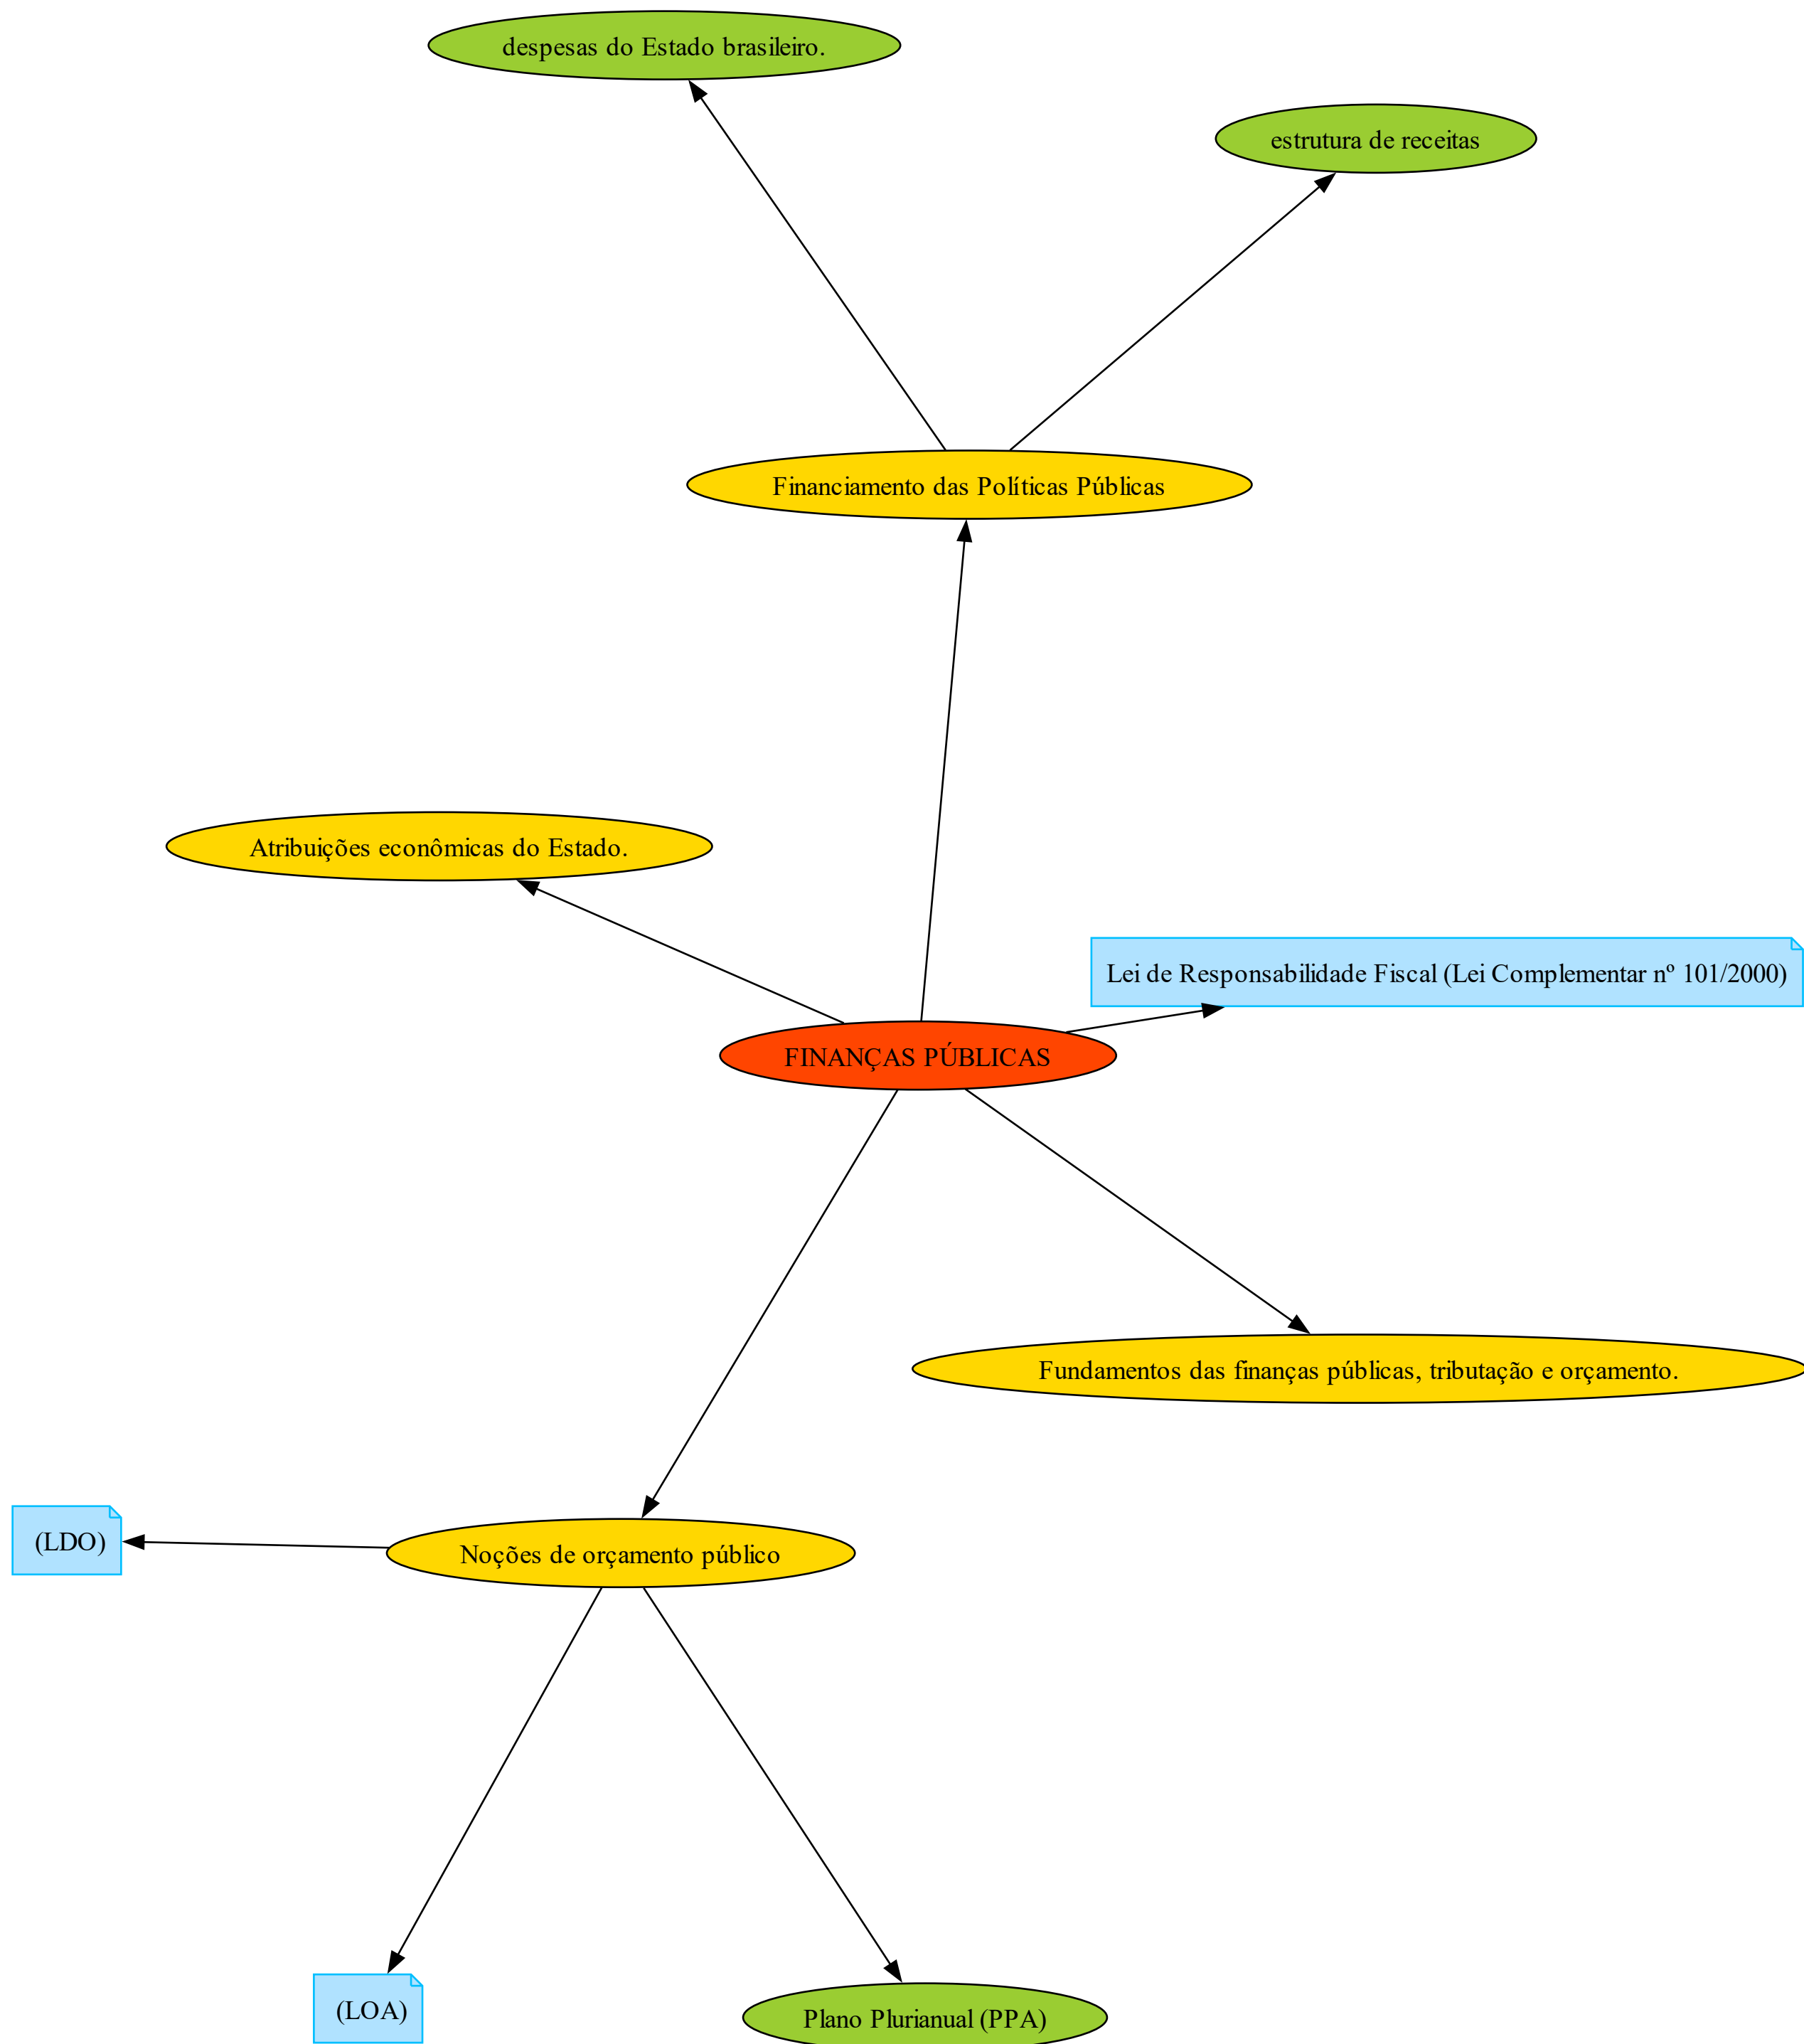 despesas do Estado brasileiro.
estrutura de receitas
Financiamento das Políticas Públicas
Atribuições econômicas do Estado.
Lei de Responsabilidade Fiscal (Lei Complementar nº 101/2000)
FINANÇAS PÚBLICAS
Fundamentos das finanças públicas, tributação e orçamento.
(LDO)
Noções de orçamento público
(LOA)
Plano Plurianual (PPA)